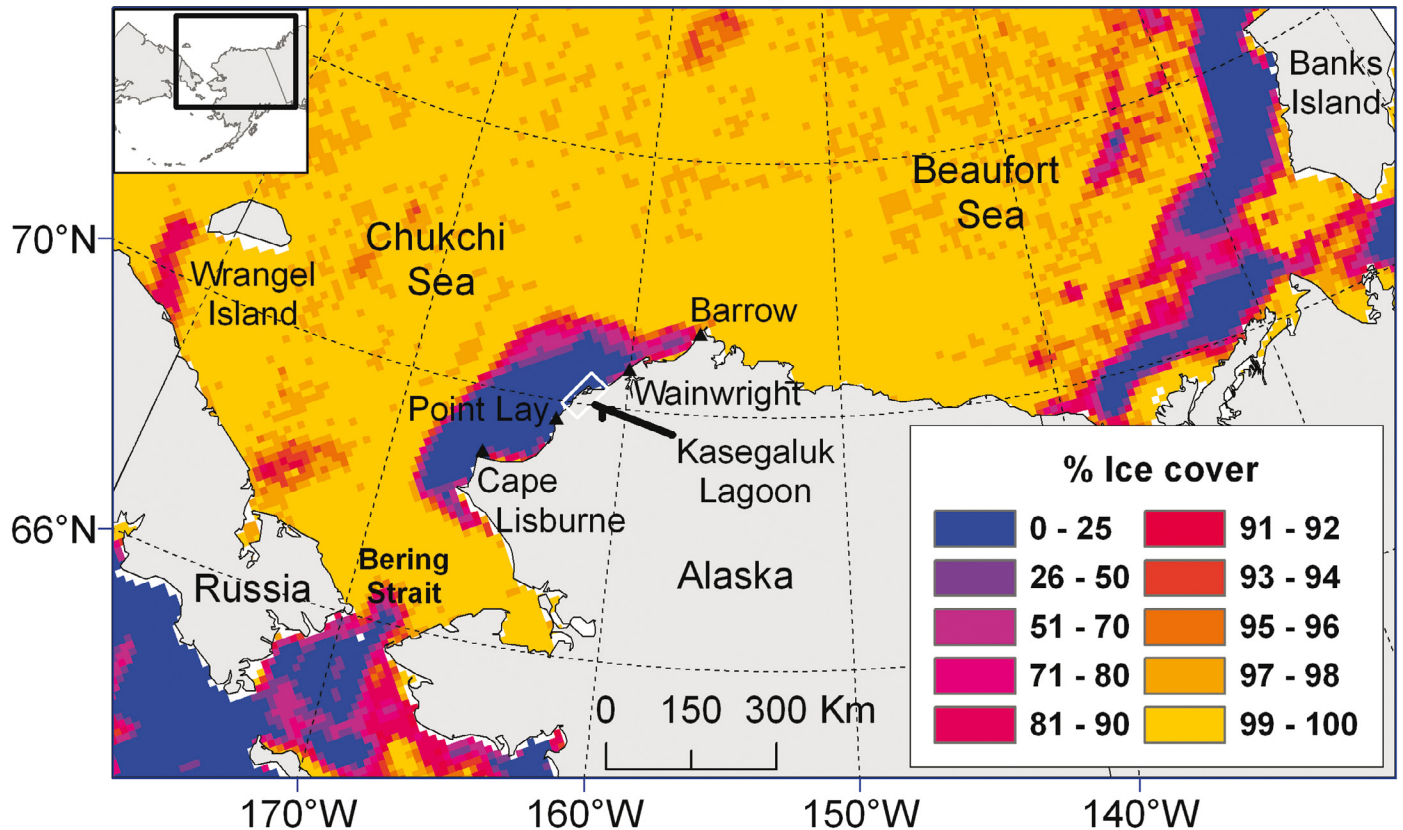 Banks
Island
Beaufort
Sea
70°N
Chukchi
Sea
Wrangel
Island
Barrow
Wainwright
Point Lay
Kasegaluk
Lagoon
Cape
Lisburne
66°N
Bering
Strait
Russia
Alaska
% Ice cover
0 - 25
91 - 92
26 - 50
93 - 94
51 - 70
95 - 96
71 - 80
97 - 98
81 - 90
99 - 100
0 150 300 Km
170°W 160°W 150°W 140°W